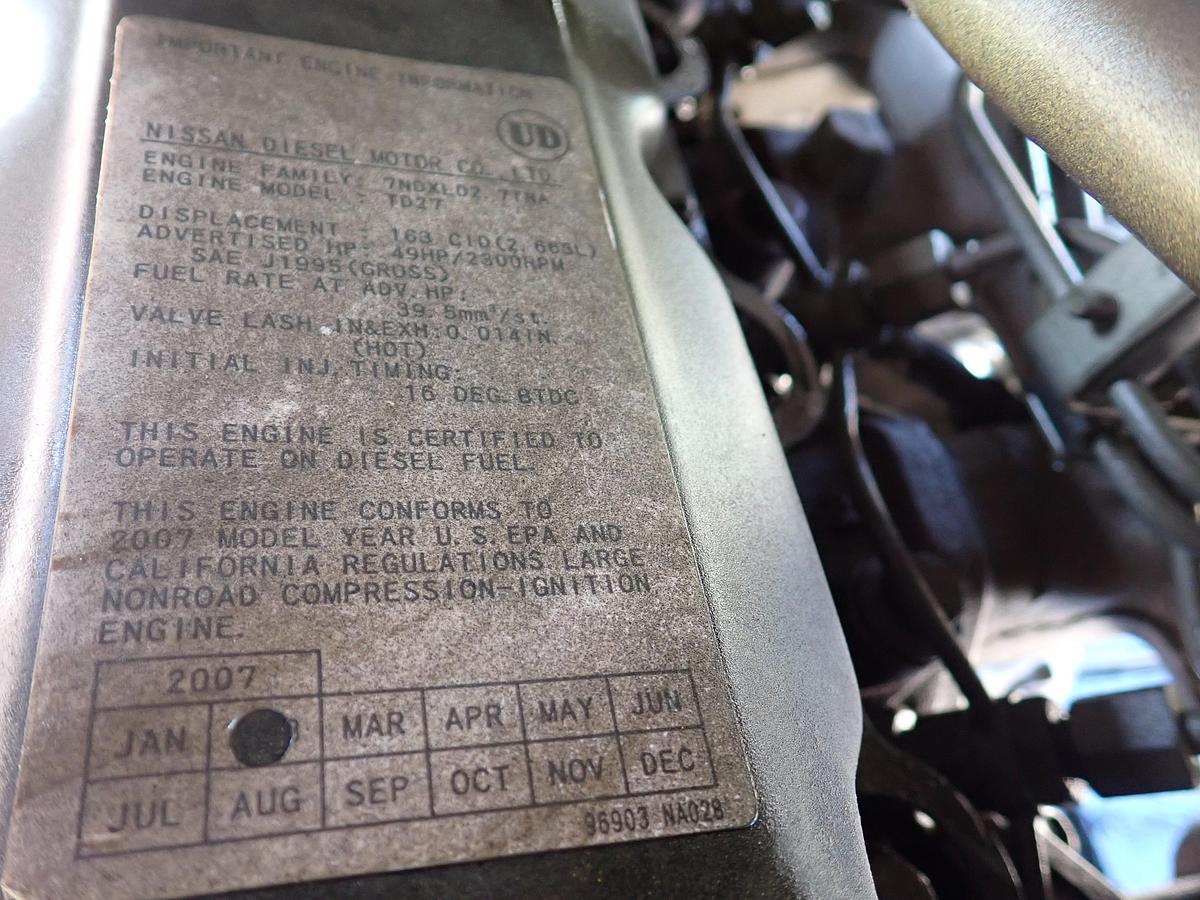 IMPORTANT ENGINE INFORMATION
UD
NISSAN DIESEL MOTOR CO., LTD.
ENGINE FAMILY: 7NDXL02.7TNA
ENGINE MODEL : TD27
DISPLACEMENT : 163 CID(2.663L)
ADVERTISED HP: 49HP/2300RPM
SAE J1995(GROSS)
FUEL RATE AT ADV.HP:
39.5mm³/st.
VALVE LASH IN&EXH:0.014IN.
(HOT)
INITIAL INJ.TIMING:
16 DEG.BTDC
THIS ENGINE IS CERTIFIED TO
OPERATE ON DIESEL FUEL.
THIS ENGINE CONFORMS TO
2007 MODEL YEAR U.S.EPA AND
CALIFORNIA REGULATIONS LARGE
NONROAD COMPRESSION-IGNITION
ENGINE.
2007
JAN MAR APR MAY JUN
JUL AUG SEP OCT NOV DEC
96903 NA028